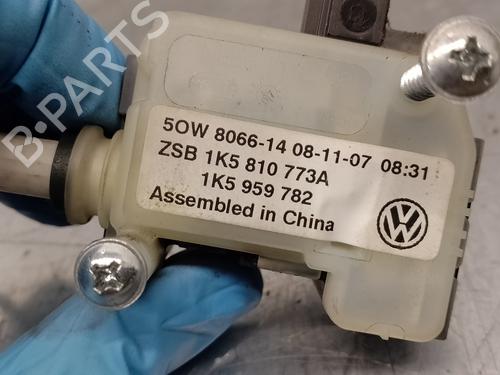 B-PARTS
5OW 8066-14 08-11-07 08:31
ZSB 1K5 810 773A
1K5 959 782
Assembled in China